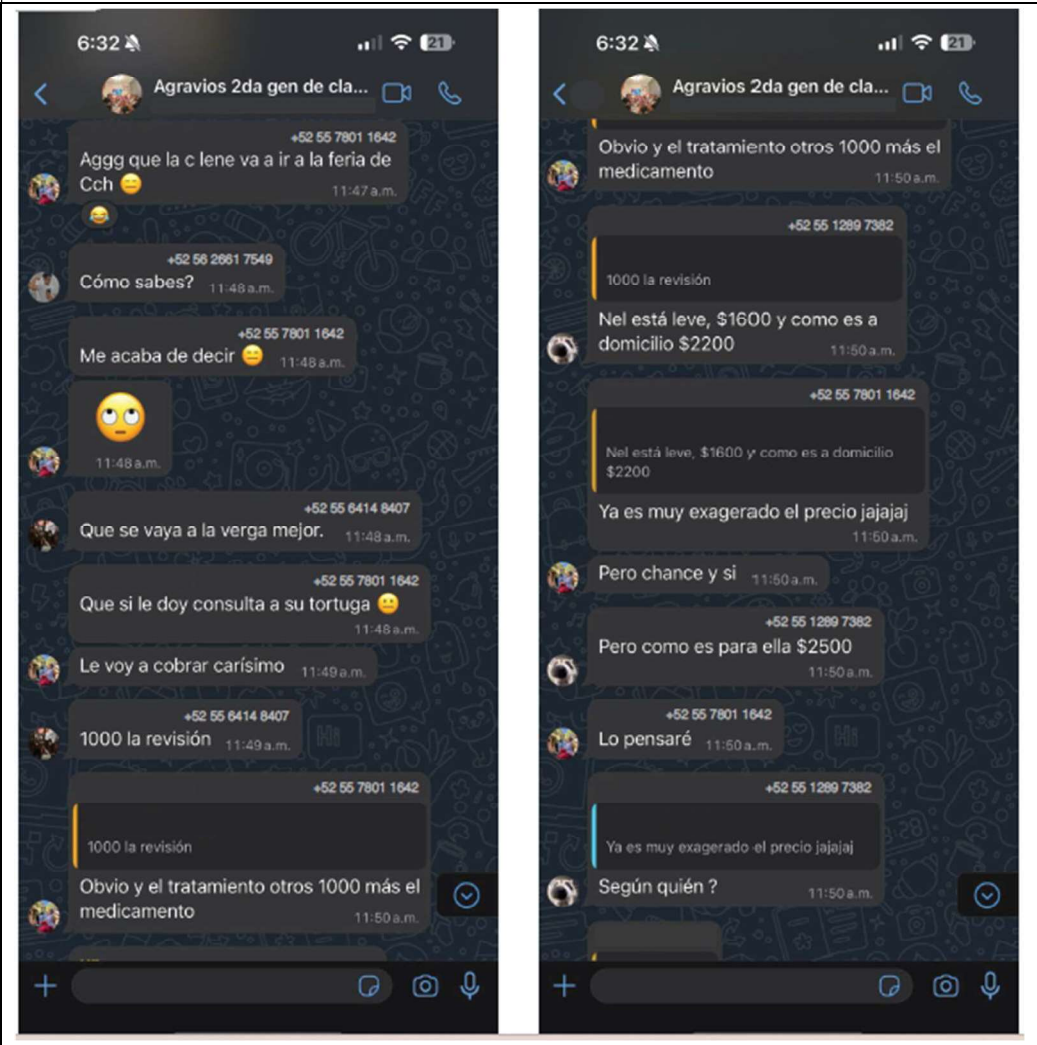 6:32
21
Agravios 2da gen de cla...
+52 55 7801 1642
Aggg que la c lene va a ir a la feria de
Cch 😑
11:47 a.m.
😂
+52 56 2661 7549
Cómo sabes? 11:48 a.m.
+52 55 7801 1642
Me acaba de decir 😑 11:48 a.m.
🙄
11:48 a.m.
+52 55 6414 8407
Que se vaya a la verga mejor. 11:48 a.m.
+52 55 7801 1642
Que si le doy consulta a su tortuga 😐
11:48 a.m.
Le voy a cobrar carísimo 11:49 a.m.
+52 55 6414 8407
1000 la revisión 11:49 a.m.
+52 55 7801 1642
1000 la revisión
Obvio y el tratamiento otros 1000 más el
medicamento
11:50 a.m.
6:32
21
Agravios 2da gen de cla...
Obvio y el tratamiento otros 1000 más el
medicamento
11:50 a.m.
+52 55 1289 7382
1000 la revisión
Nel está leve, $1600 y como es a
domicilio $2200
11:50 a.m.
+52 55 7801 1642
Nel está leve, $1600 y como es a domicilio
$2200
Ya es muy exagerado el precio jajajaj
11:50 a.m.
Pero chance y si 11:50 a.m.
+52 55 1289 7382
Pero como es para ella $2500
11:50 a.m.
+52 55 7801 1642
Lo pensaré 11:50 a.m.
+52 55 1289 7382
Ya es muy exagerado el precio jajajaj
Según quién ?
11:50 a.m.